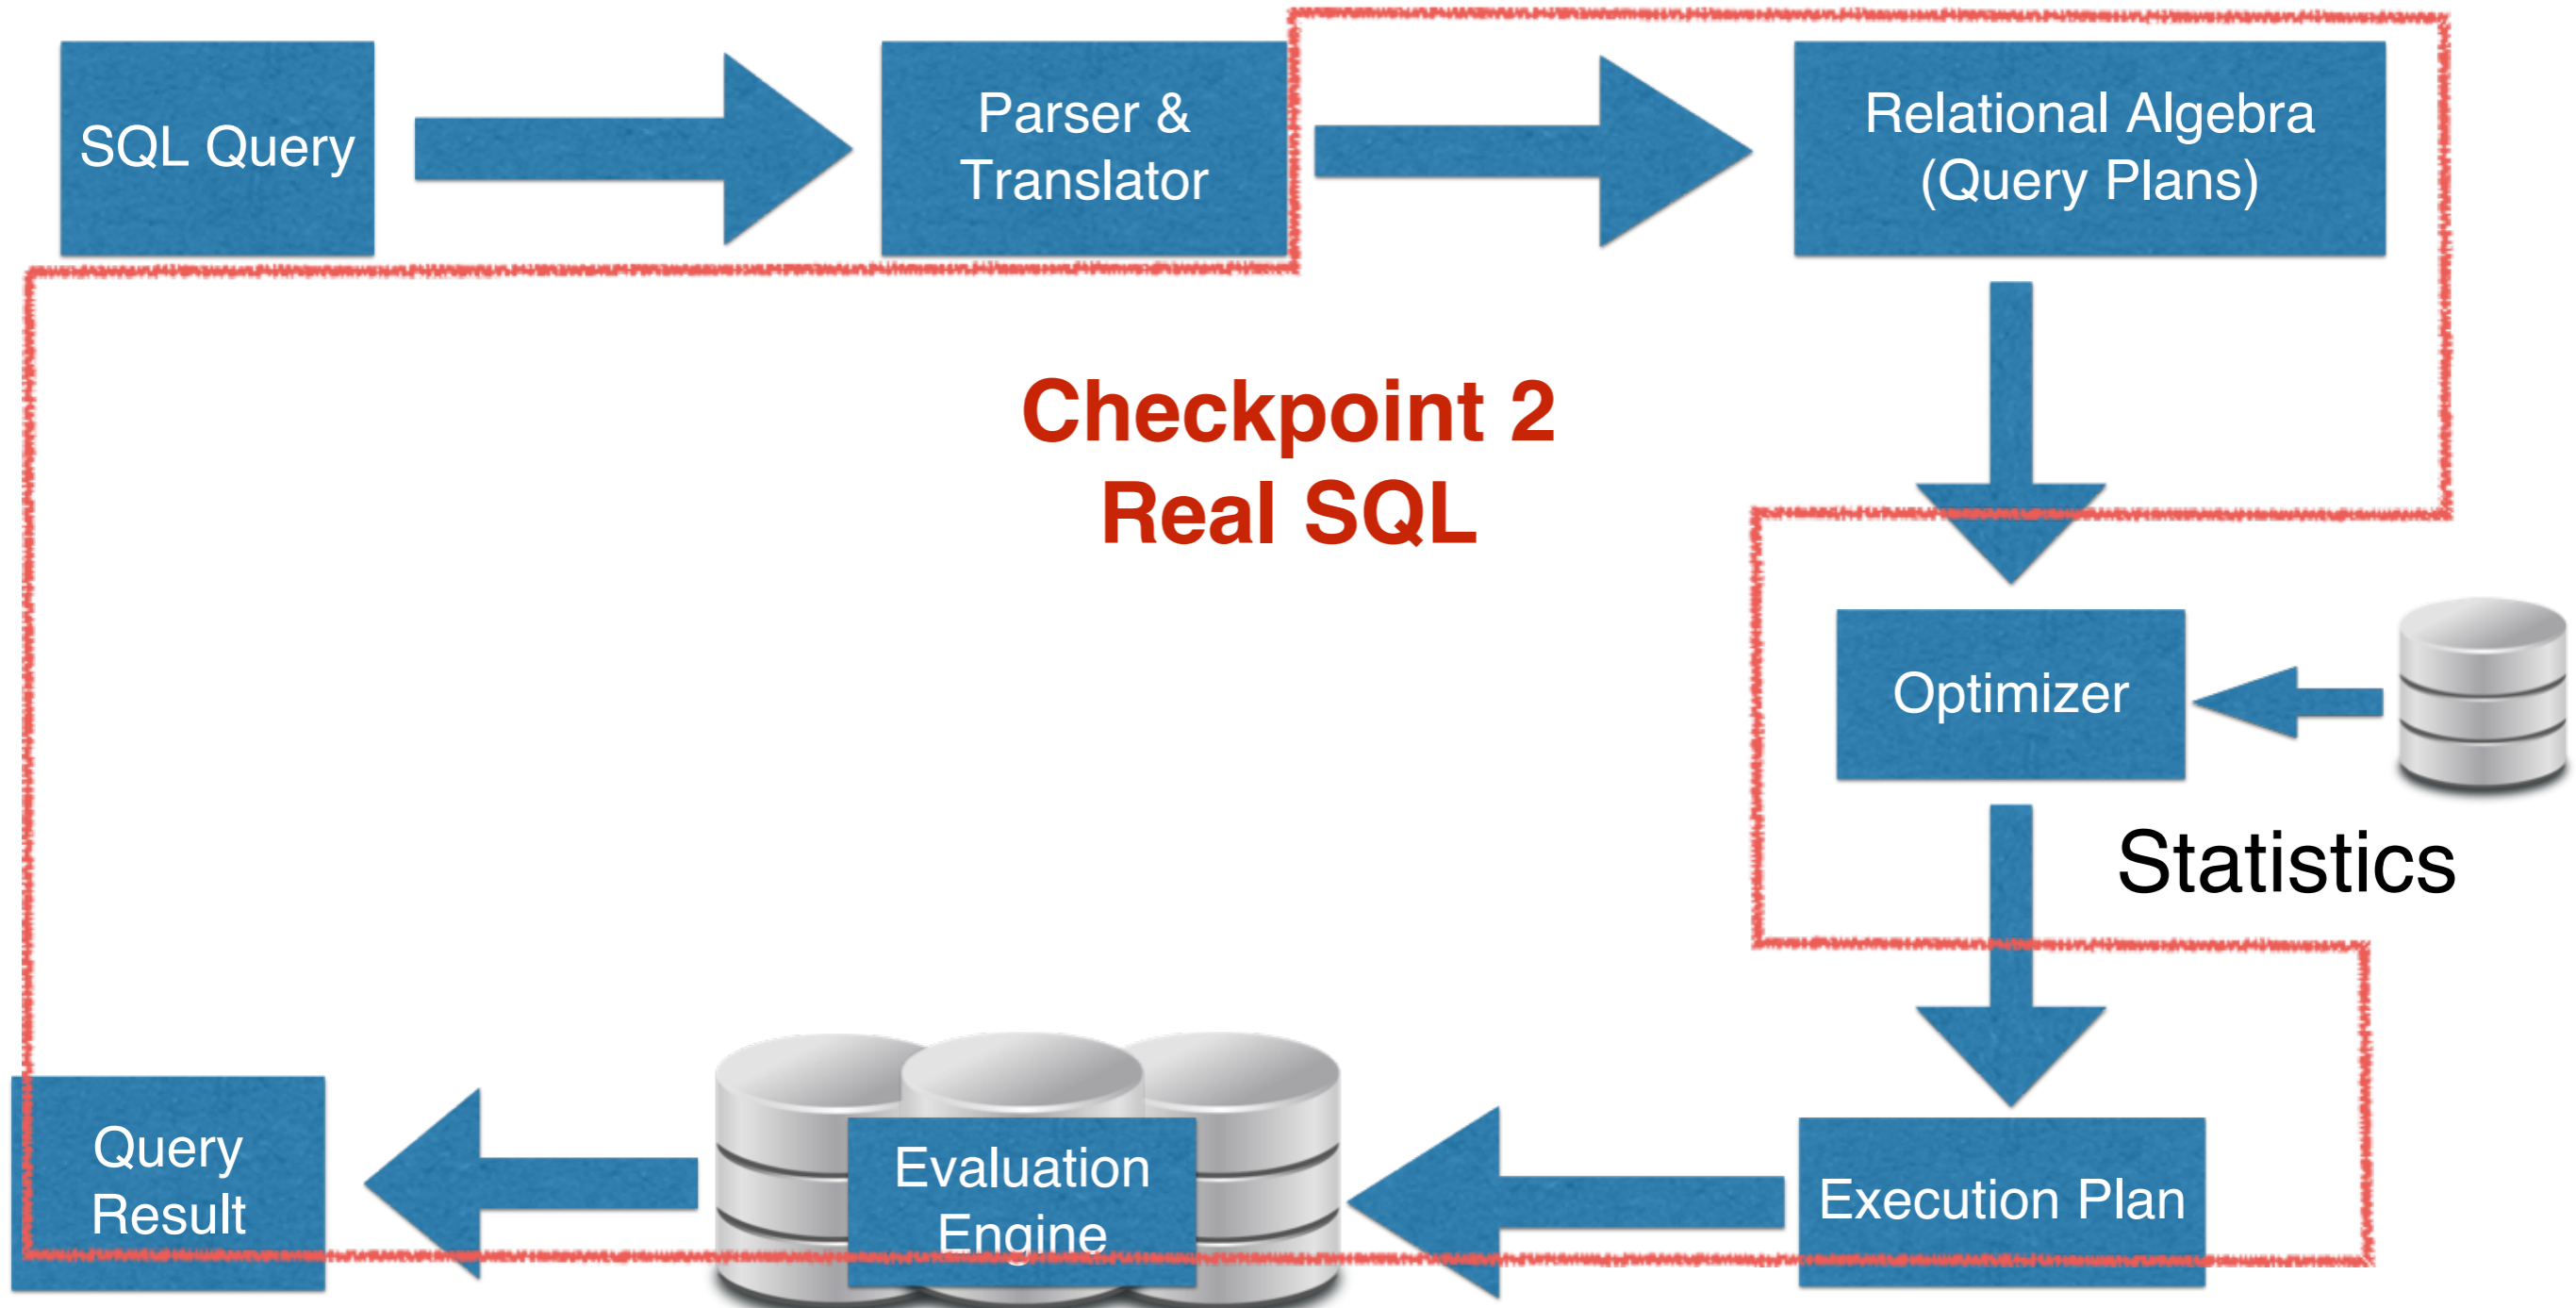 SQL Query
Parser &
Translator
Relational Algebra
(Query Plans)
Checkpoint 2
Real SQL
Optimizer
Statistics
Execution Plan
Evaluation
Engine
Query
Result